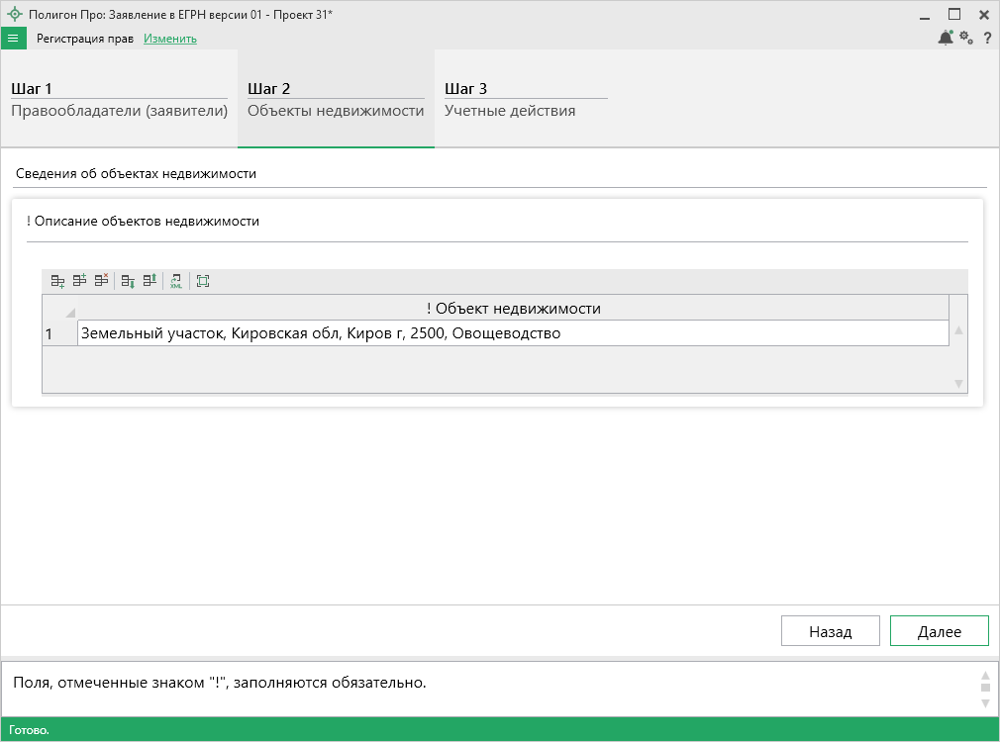 Полигон Про: Заявление в ЕГРН версии 01 - Проект 31*
Регистрация прав Изменить
?
Шаг 1
Правообладатели (заявители)
Шаг 2
Объекты недвижимости
Шаг 3
Учетные действия
Сведения об объектах недвижимости
! Описание объектов недвижимости
XML
! Объект недвижимости
1 Земельный участок, Кировская обл, Киров г, 2500, Овощеводство
Назад Далее
Поля, отмеченные знаком "!", заполняются обязательно.
Готово.